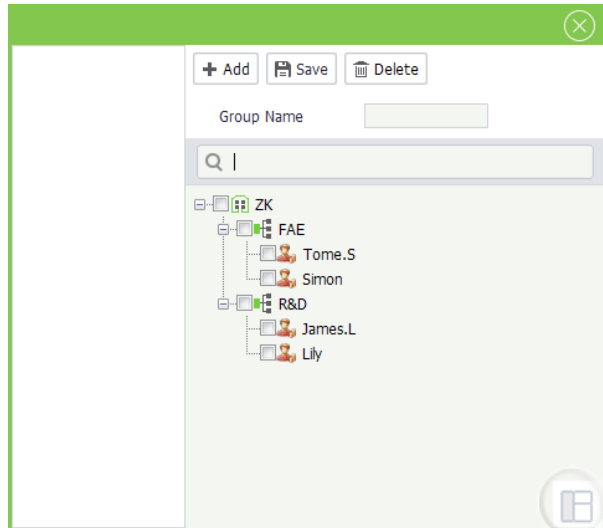 Add Save Delete
Group Name
ZK
FAE
Tome.S
Simon
R&D
James.L
Lily